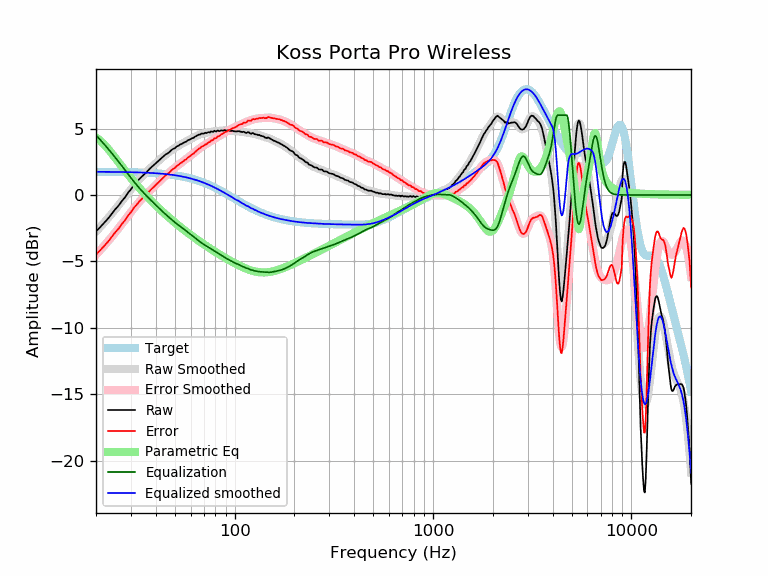 Koss Porta Pro Wireless
Amplitude (dBr)
5
0
−5
−10
−15
−20
Target
Raw Smoothed
Error Smoothed
Raw
Error
Parametric Eq
Equalization
Equalized smoothed
100
1000
10000
Frequency (Hz)